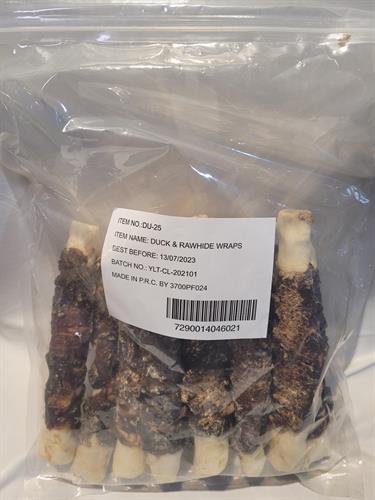 ITEM NO.:DU-25
ITEM NAME: DUCK & RAWHIDE WRAPS
BEST BEFORE: 13/07/2023
BATCH NO.: YLT-CL-202101
MADE IN P.R.C. BY 3700PF024
7290014046021